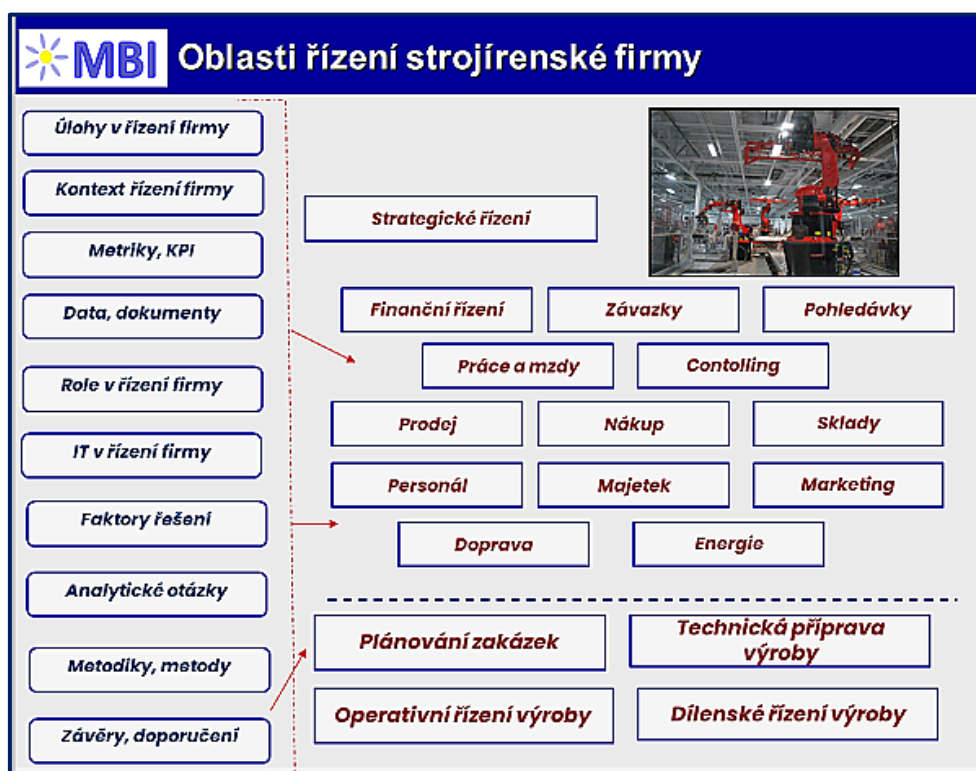 MBI Oblasti řízení strojírenské firmy
Úlohy v řízení firmy
Kontext řízení firmy
Metriky, KPI
Data, dokumenty
Role v řízení firmy
IT v řízení firmy
Faktory řešení
Analytické otázky
Metodiky, metody
Závěry, doporučení
Strategické řízení
Finanční řízení
Závazky
Pohledávky
Práce a mzdy
Contolling
Prodej
Nákup
Sklady
Personál
Majetek
Marketing
Doprava
Energie
Plánování zakázek
Technická příprava
výroby
Operativní řízení výroby
Dílenské řízení výroby